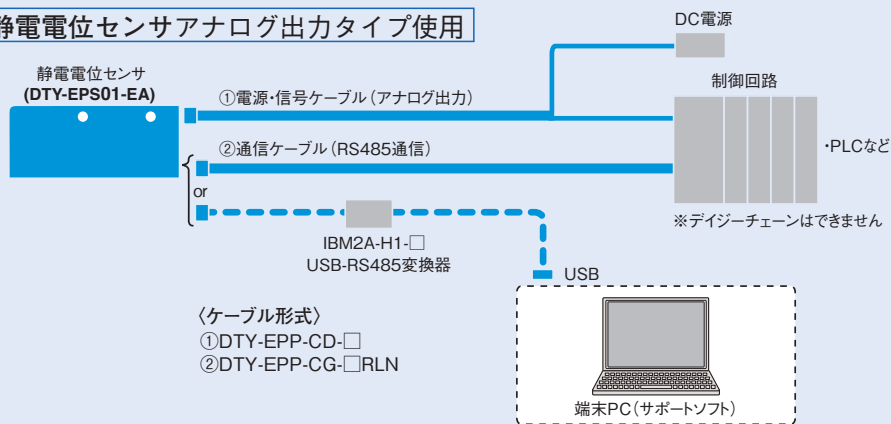 静電電位センサアナログ出力タイプ使用
DC電源
静電電位センサ
(DTY-EPS01-EA)
制御回路
①電源・信号ケーブル(アナログ出力)
②通信ケーブル(RS485通信)
・PLCなど
or
※デイジーチェーンはできません
IBM2A-H1-□
USB-RS485変換器
USB
〈ケーブル形式〉
①DTY-EPP-CD-□
②DTY-EPP-CG-□RLN
端末PC(サポートソフト)